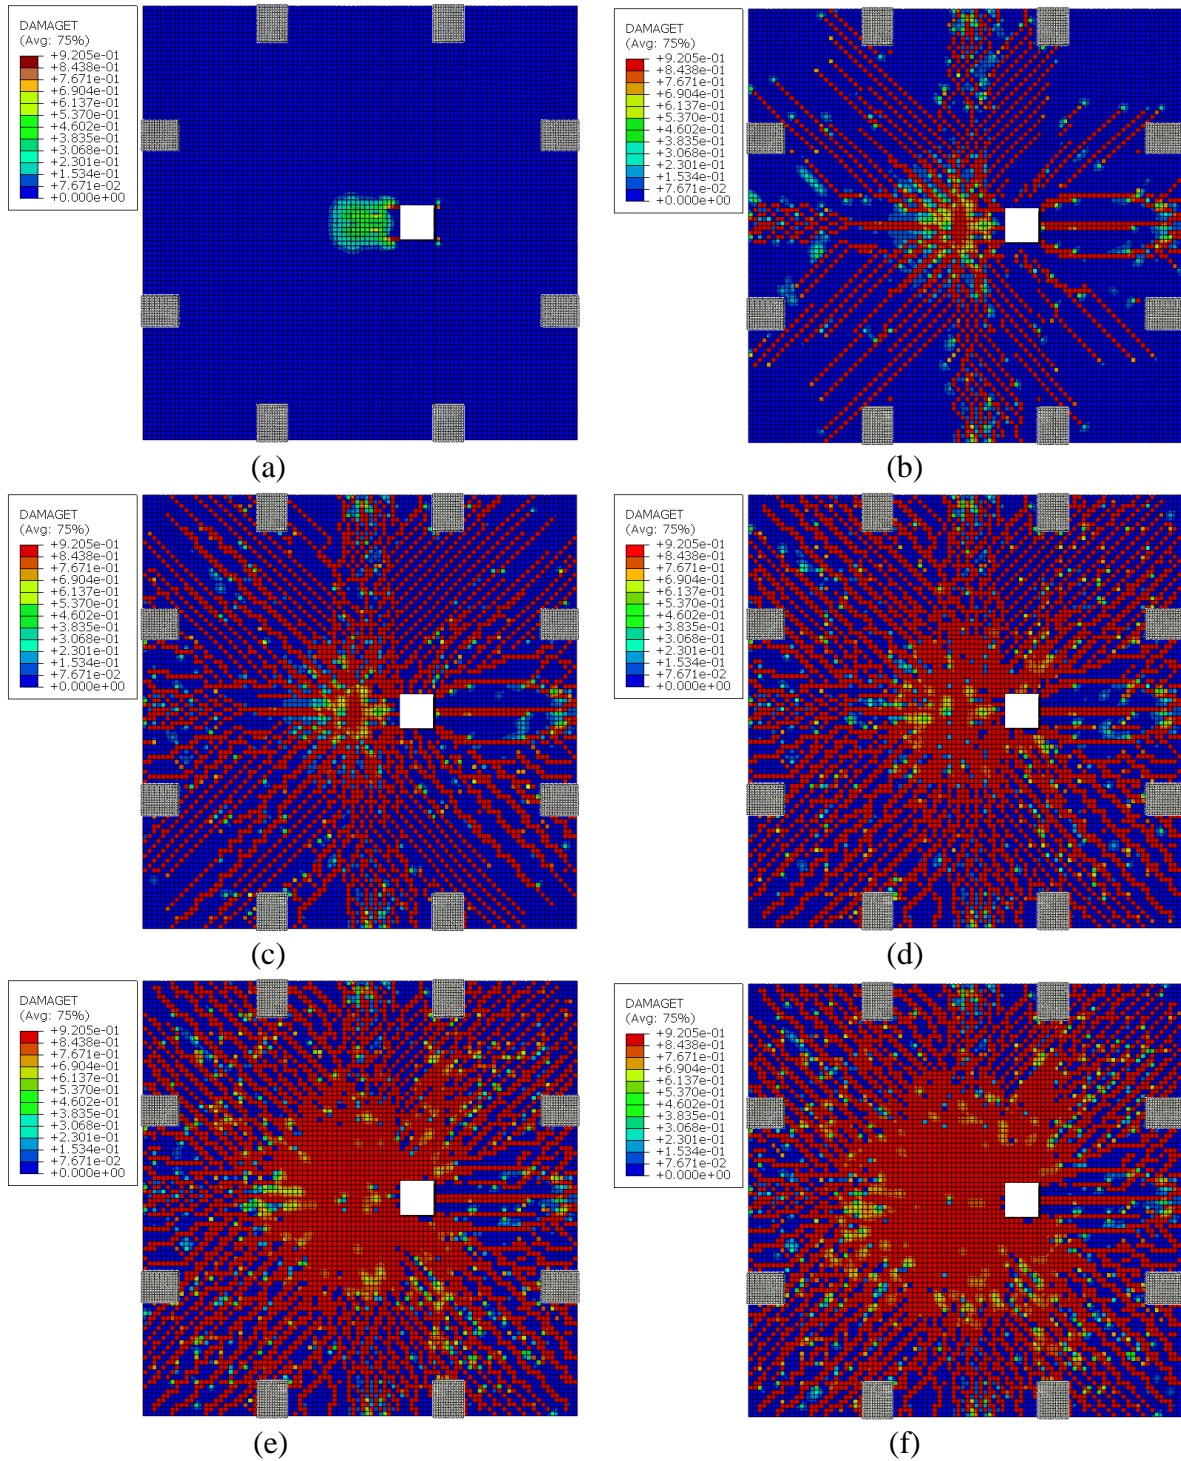 DAMAGET
(Avg: 75%)
+9.205e-01
+8.438e-01
+7.671e-01
+6.904e-01
+6.137e-01
+5.370e-01
+4.602e-01
+3.835e-01
+3.068e-01
+2.301e-01
+1.534e-01
+7.671e-02
+0.000e+00
(a)
DAMAGET
(Avg: 75%)
+9.205e-01
+8.438e-01
+7.671e-01
+6.904e-01
+6.137e-01
+5.370e-01
+4.602e-01
+3.835e-01
+3.068e-01
+2.301e-01
+1.534e-01
+7.671e-02
+0.000e+00
(b)
DAMAGET
(Avg: 75%)
+9.205e-01
+8.438e-01
+7.671e-01
+6.904e-01
+6.137e-01
+5.370e-01
+4.602e-01
+3.835e-01
+3.068e-01
+2.301e-01
+1.534e-01
+7.671e-02
+0.000e+00
(c)
DAMAGET
(Avg: 75%)
+9.205e-01
+8.438e-01
+7.671e-01
+6.904e-01
+6.137e-01
+5.370e-01
+4.602e-01
+3.835e-01
+3.068e-01
+2.301e-01
+1.534e-01
+7.671e-02
+0.000e+00
(d)
DAMAGET
(Avg: 75%)
+9.205e-01
+8.438e-01
+7.671e-01
+6.904e-01
+6.137e-01
+5.370e-01
+4.602e-01
+3.835e-01
+3.068e-01
+2.301e-01
+1.534e-01
+7.671e-02
+0.000e+00
(e)
DAMAGET
(Avg: 75%)
+9.205e-01
+8.438e-01
+7.671e-01
+6.904e-01
+6.137e-01
+5.370e-01
+4.602e-01
+3.835e-01
+3.068e-01
+2.301e-01
+1.534e-01
+7.671e-02
+0.000e+00
(f)